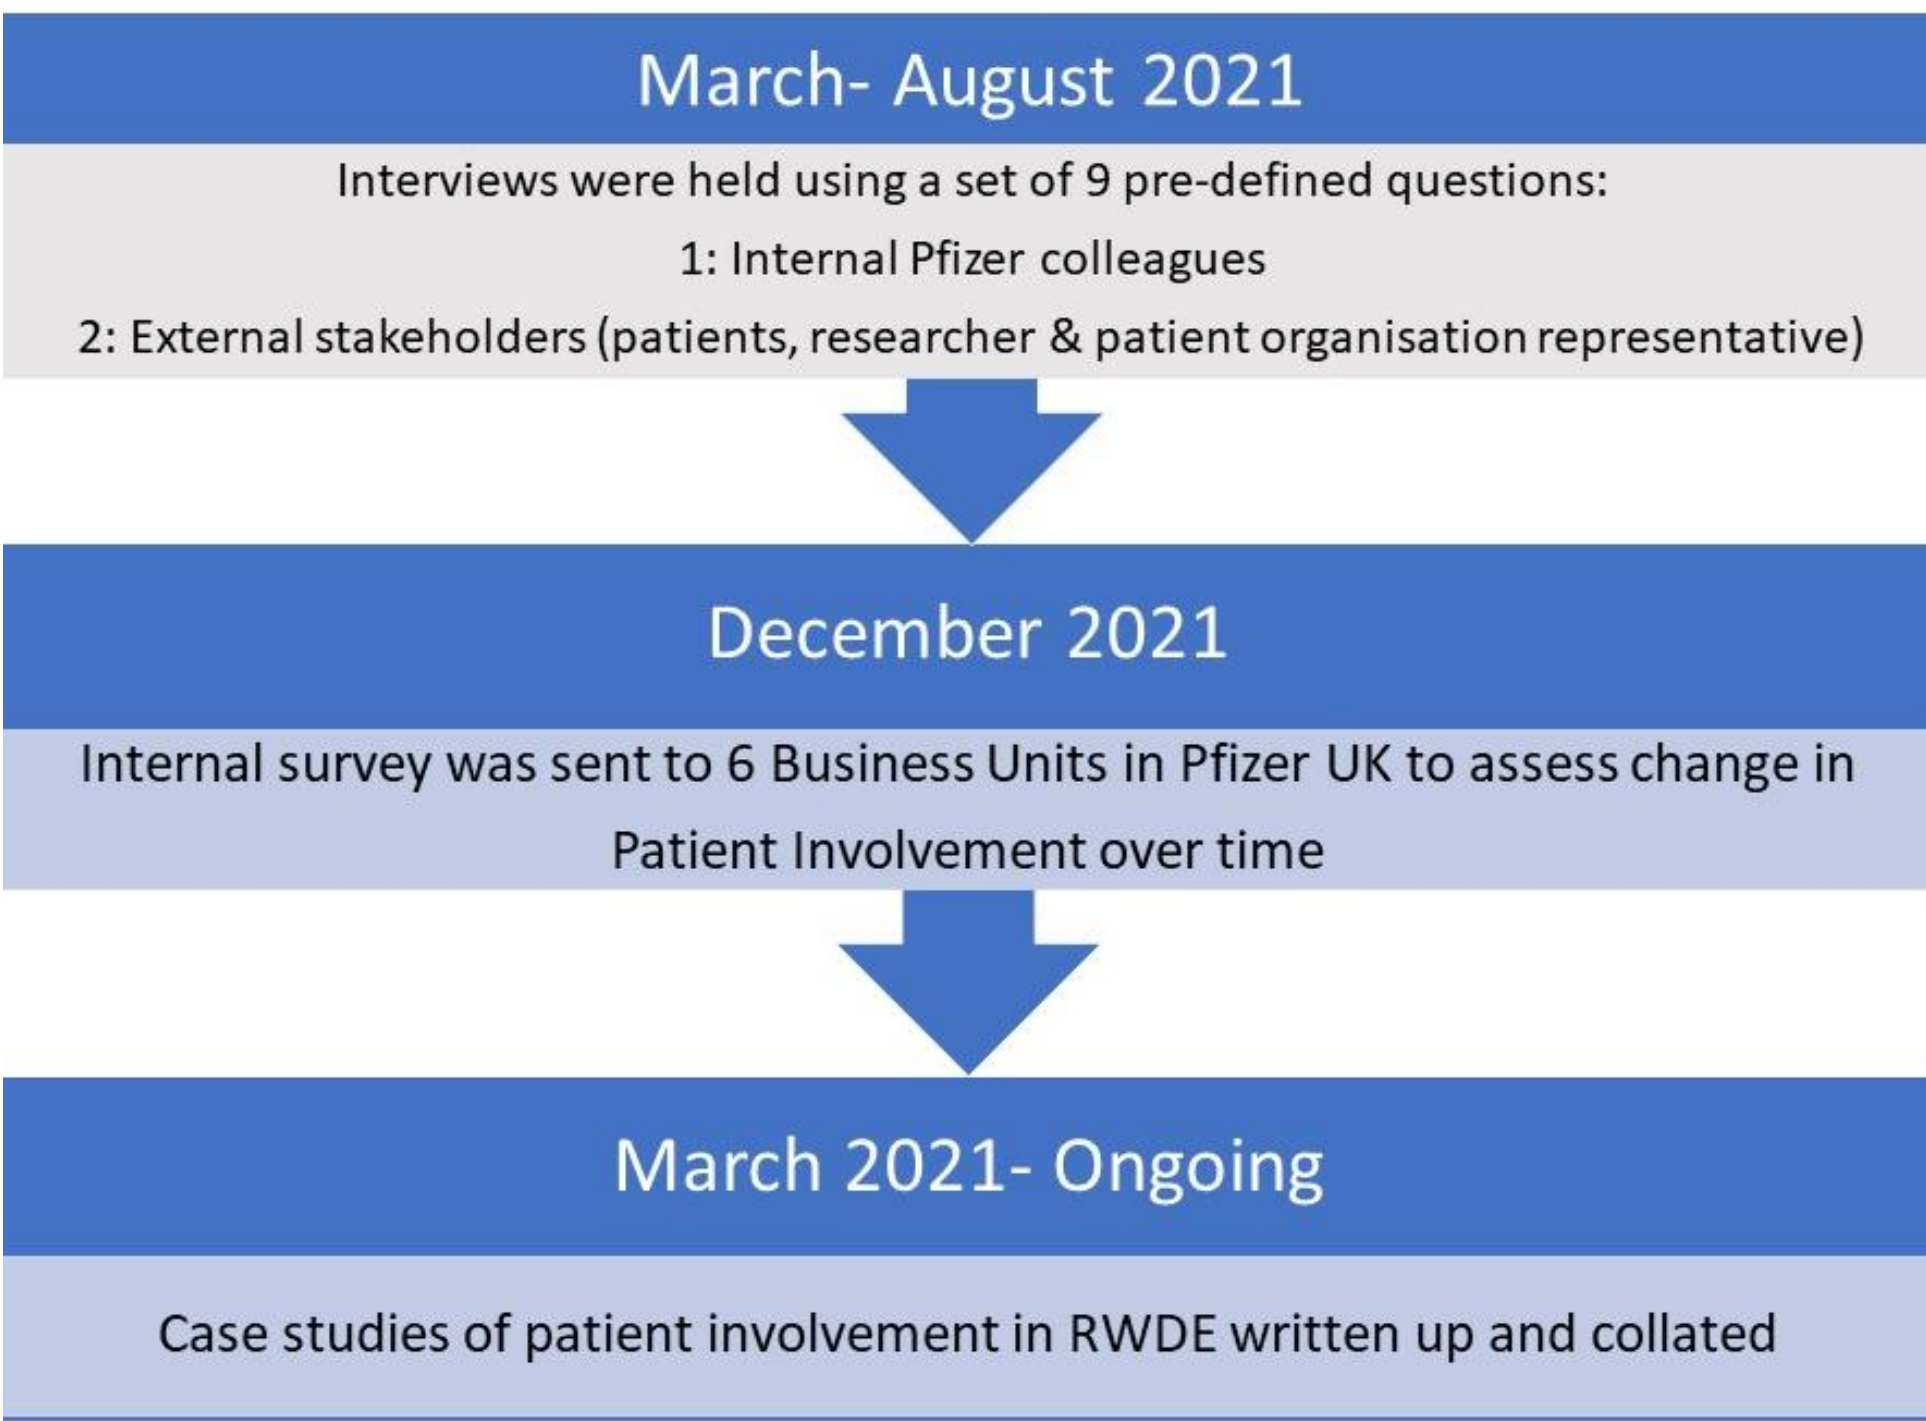 March- August 2021
Interviews were held using a set of 9 pre-defined questions:
1: Internal Pfizer colleagues
2: External stakeholders (patients, researcher & patient organisation representative)
December 2021
Internal survey was sent to 6 Business Units in Pfizer UK to assess change in
Patient Involvement over time
March 2021- Ongoing
Case studies of patient involvement in RWDE written up and collated